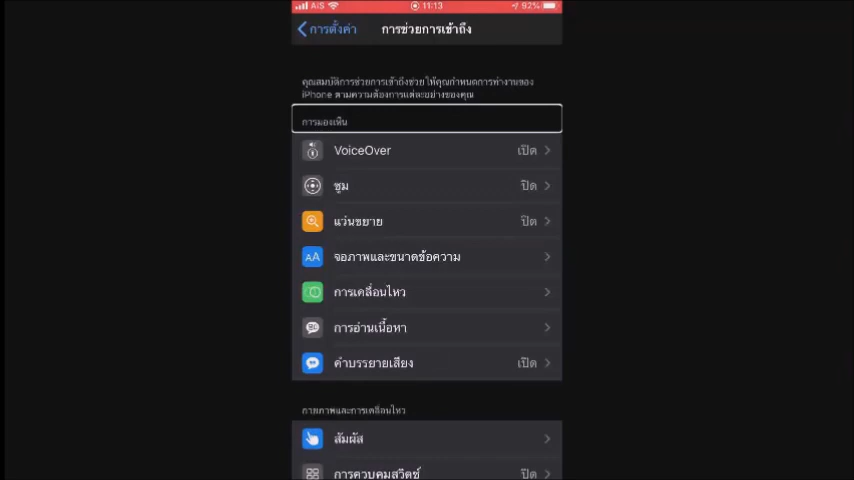 AIS 11:13 92%
การตั้งค่า การช่วยการเข้าถึง
คุณสมบัติการช่วยการเข้าถึงช่วยให้คุณกำหนดการทำงานของ
iPhone ตามความต้องการแต่ละอย่างของคุณ
การมองเห็น
VoiceOver เปิด
ซูม ปิด
แว่นขยาย ปิด
จอภาพและขนาดข้อความ
การเคลื่อนไหว
การอ่านเนื้อหา
คำบรรยายเสียง เปิด
กายภาพและการเคลื่อนไหว
สัมผัส
การควบคุมสวิตช์ ปิด